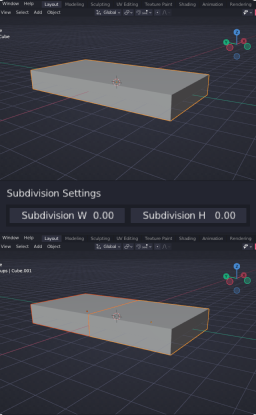 Window Help Layout Modeling Sculpting UV Editing Texture Paint Shading Animation Rendering
View Select Add Object Global
Cube
Subdivision Settings
Subdivision W 0.00 Subdivision H 0.00
Window Help Layout Modeling Sculpting UV Editing Texture Paint Shading Animation Rendering
View Select Add Object Global
Cube.001